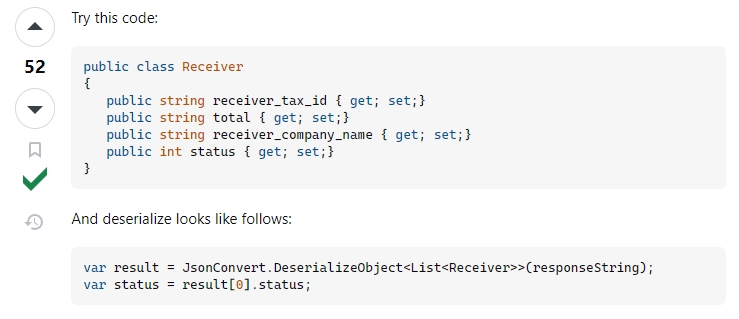 Try this code:
52
public class Receiver
{
   public string receiver_tax_id { get; set;}
   public string total { get; set;}
   public string receiver_company_name { get; set;}
   public int status { get; set;}
}
And deserialize looks like follows:
var result = JsonConvert.DeserializeObject<List<Receiver>>(responseString);
var status = result[0].status;